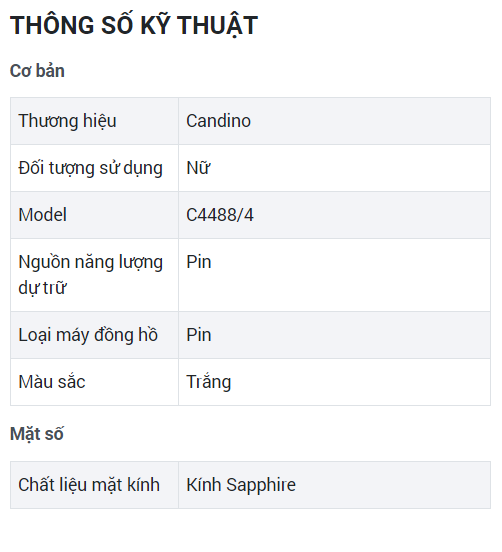 THÔNG SỐ KỸ THUẬT
Cơ bản
Thương hiệu Candino
Đối tượng sử dụng Nữ
Model C4488/4
Nguồn năng lượng Pin
dự trữ
Loại máy đồng hồ Pin
Màu sắc Trắng
Mặt số
Chất liệu mặt kính Kính Sapphire